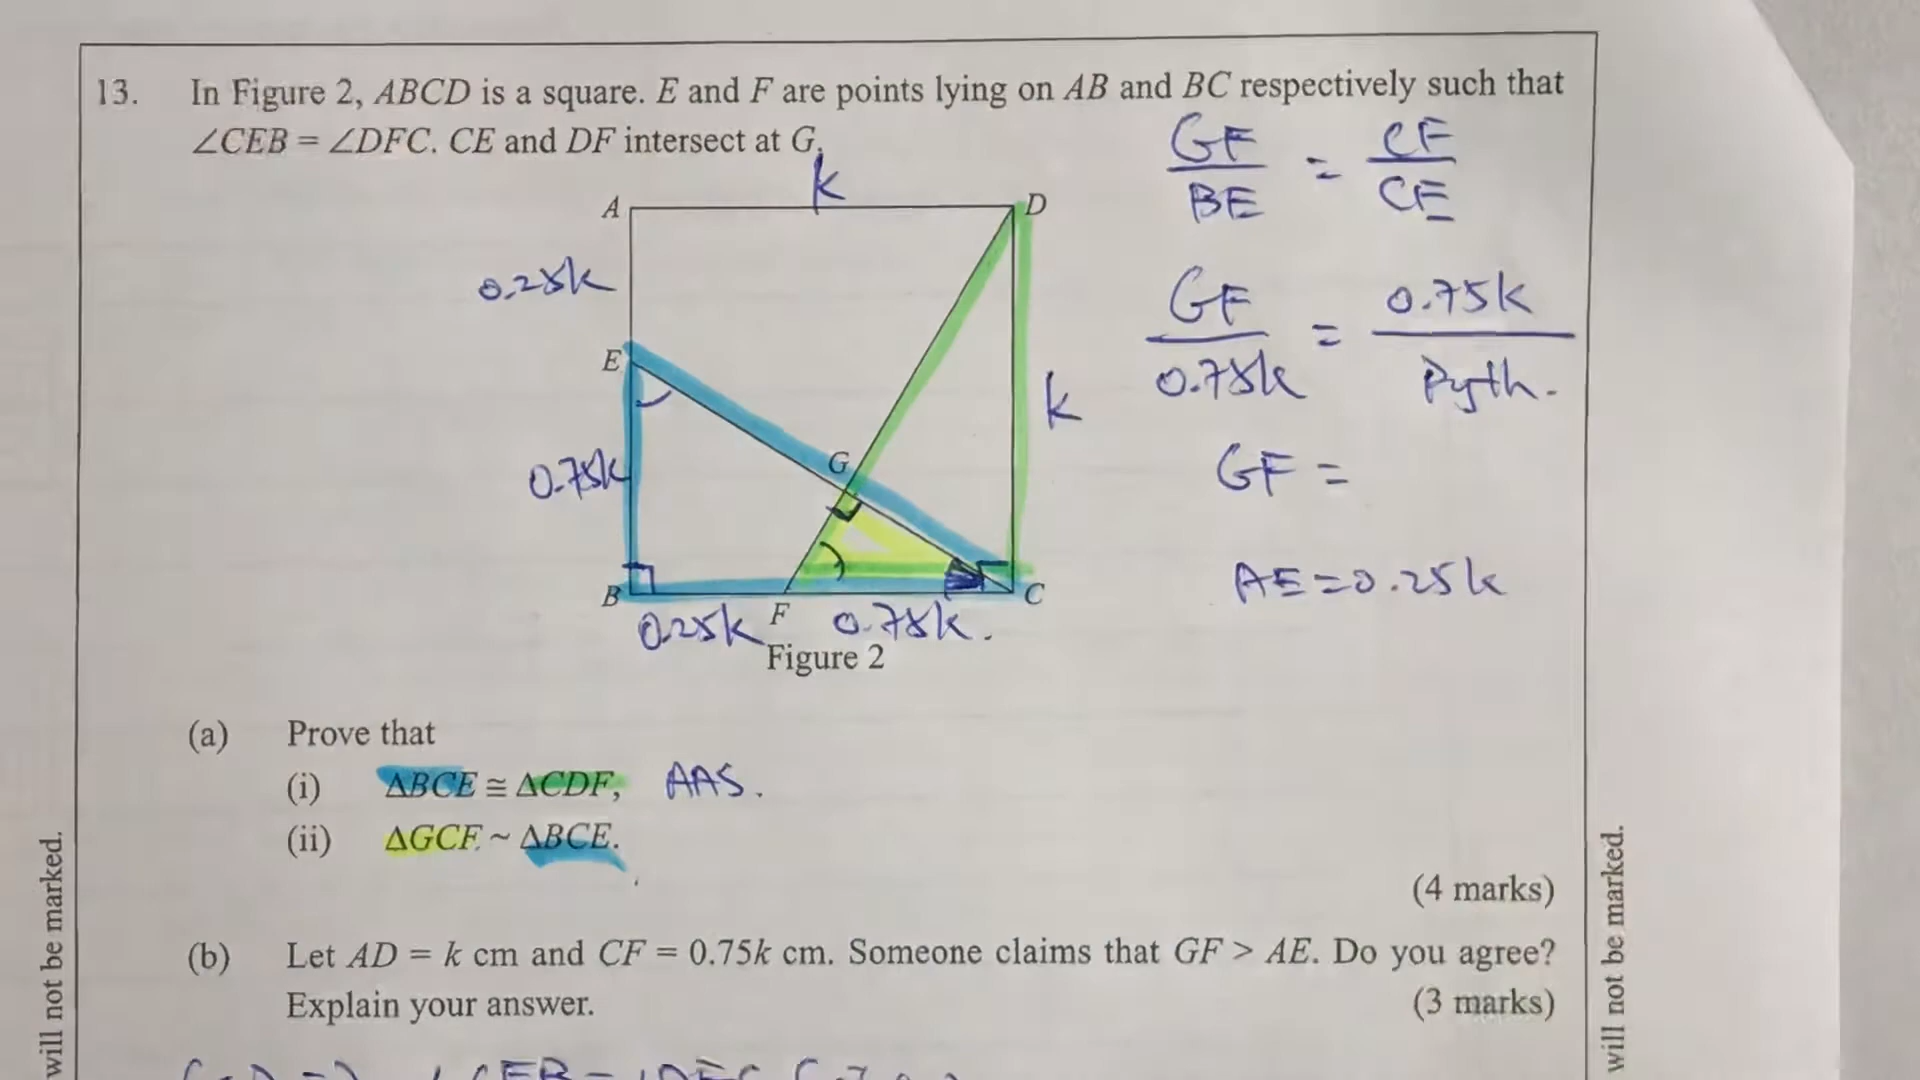 13. In Figure 2, ABCD is a square. E and F are points lying on AB and BC respectively such that
∠CEB = ∠DFC. CE and DF intersect at G.
GF/BE = CF/CE
k
A
D
0.25k
GF/0.75k = 0.75k/Pyth.
E
k
G
0.75k
GF =
AE = 0.25k
B
C
0.25k
F
0.75k.
Figure 2
(a) Prove that
(i) ΔBCE ≅ ΔCDF, AAS.
(ii) ΔGCF ~ ΔBCE.
(4 marks)
(b) Let AD = k cm and CF = 0.75k cm. Someone claims that GF > AE. Do you agree?
Explain your answer.
(3 marks)
will not be marked.
will not be marked.